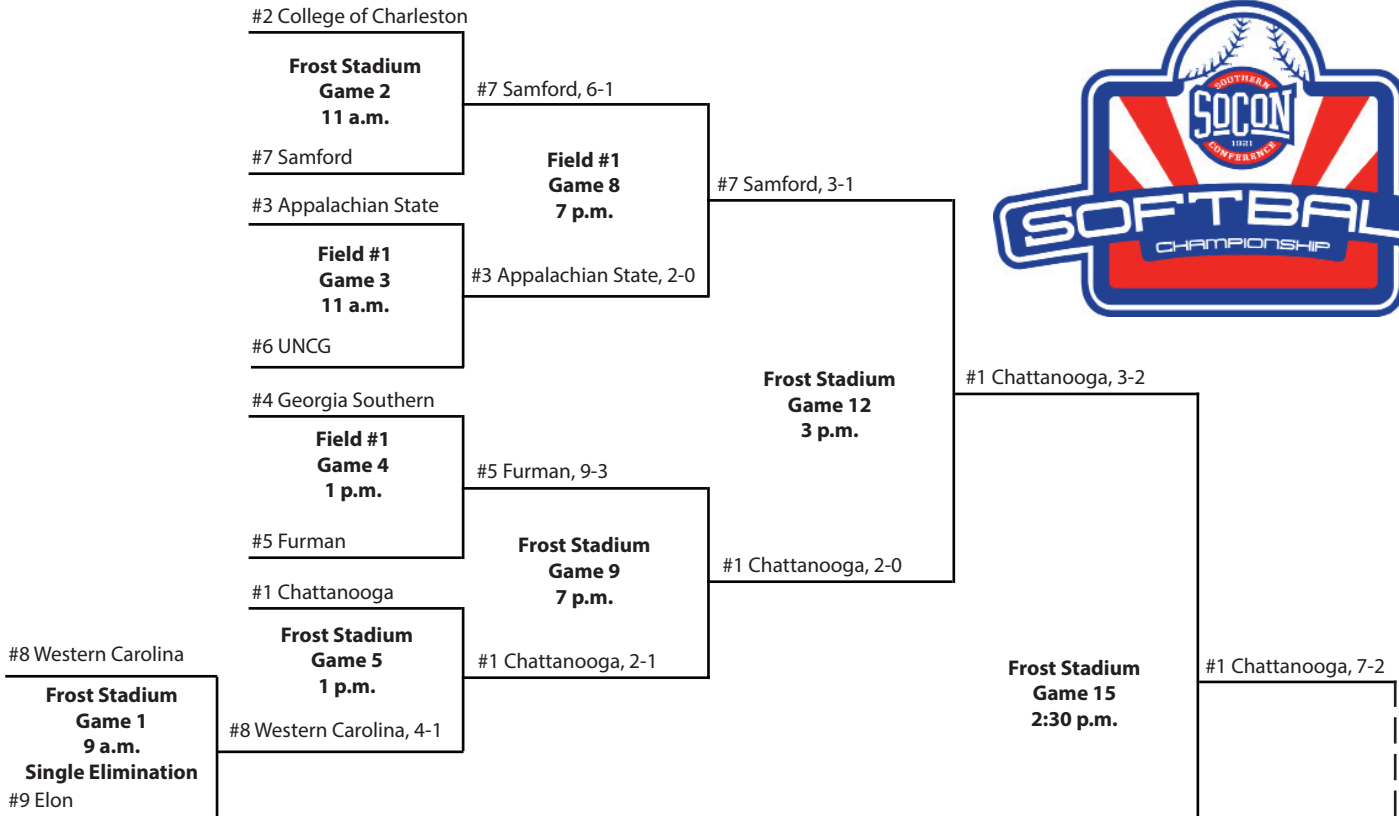 #2 College of Charleston
Frost Stadium
Game 2
11 a.m.
#7 Samford
#7 Samford, 6-1
#3 Appalachian State
Field #1
Game 3
11 a.m.
#6 UNCG
#3 Appalachian State, 2-0
Field #1
Game 8
7 p.m.
#7 Samford, 3-1
#4 Georgia Southern
Field #1
Game 4
1 p.m.
#5 Furman
#5 Furman, 9-3
#1 Chattanooga
Frost Stadium
Game 5
1 p.m.
#8 Western Carolina, 4-1
#1 Chattanooga, 2-1
Frost Stadium
Game 9
7 p.m.
#1 Chattanooga, 2-0
#8 Western Carolina
Frost Stadium
Game 1
9 a.m.
Single Elimination
#9 Elon
Frost Stadium
Game 12
3 p.m.
#1 Chattanooga, 3-2
Frost Stadium
Game 15
2:30 p.m.
#1 Chattanooga, 7-2
SOUTHERN
SOCON
1921
CONFERENCE
SOFTBAL
CHAMPIONSHIP